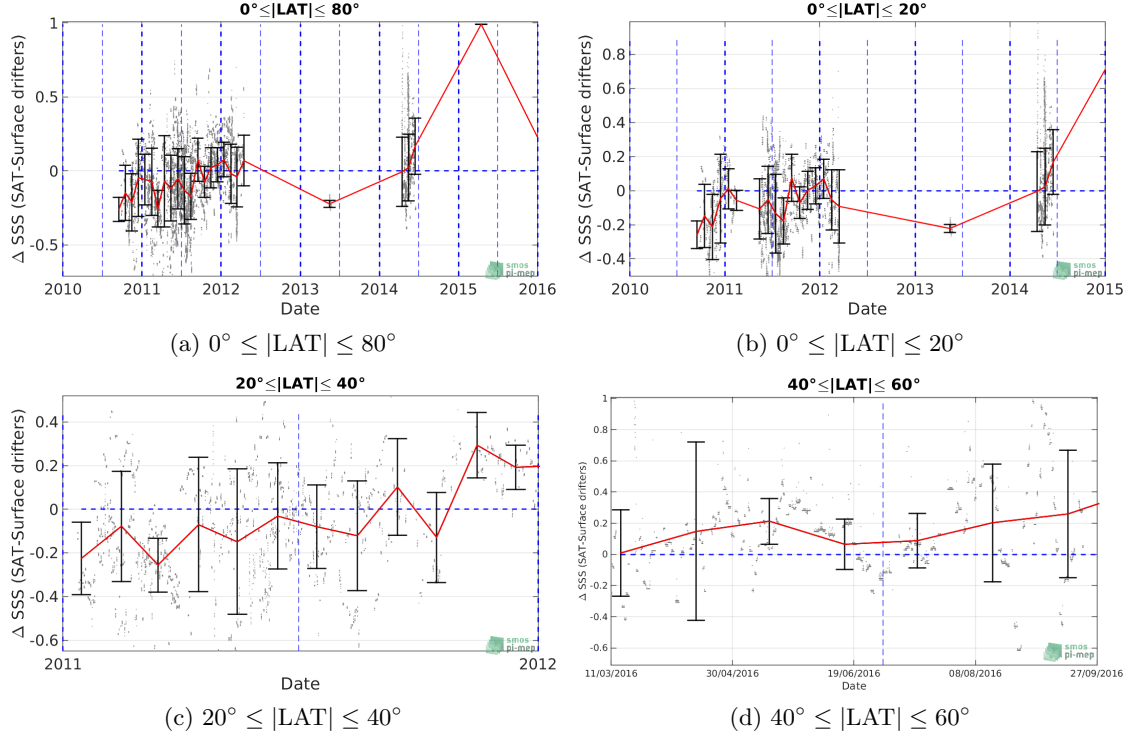 0°≤|LAT|≤ 80°
Δ SSS (SAT-Surface drifters)
1
0.5
0
-0.5
2010 2011 2012 2013 2014 2015 2016
Date
smos
pi-mep
(a) 0° ≤ |LAT| ≤ 80°
0°≤|LAT|≤ 20°
Δ SSS (SAT-Surface drifters)
0.8
0.6
0.4
0.2
0
-0.2
-0.4
2010 2011 2012 2013 2014 2015
Date
smos
pi-mep
(b) 0° ≤ |LAT| ≤ 20°
20°≤|LAT|≤ 40°
Δ SSS (SAT-Surface drifters)
0.4
0.2
0
-0.2
-0.4
-0.6
2011 2012
Date
smos
pi-mep
(c) 20° ≤ |LAT| ≤ 40°
40°≤|LAT|≤ 60°
Δ SSS (SAT-Surface drifters)
1
0.8
0.6
0.4
0.2
0
-0.2
-0.4
-0.6
11/03/2016 30/04/2016 19/06/2016 08/08/2016 27/09/2016
Date
smos
pi-mep
(d) 40° ≤ |LAT| ≤ 60°